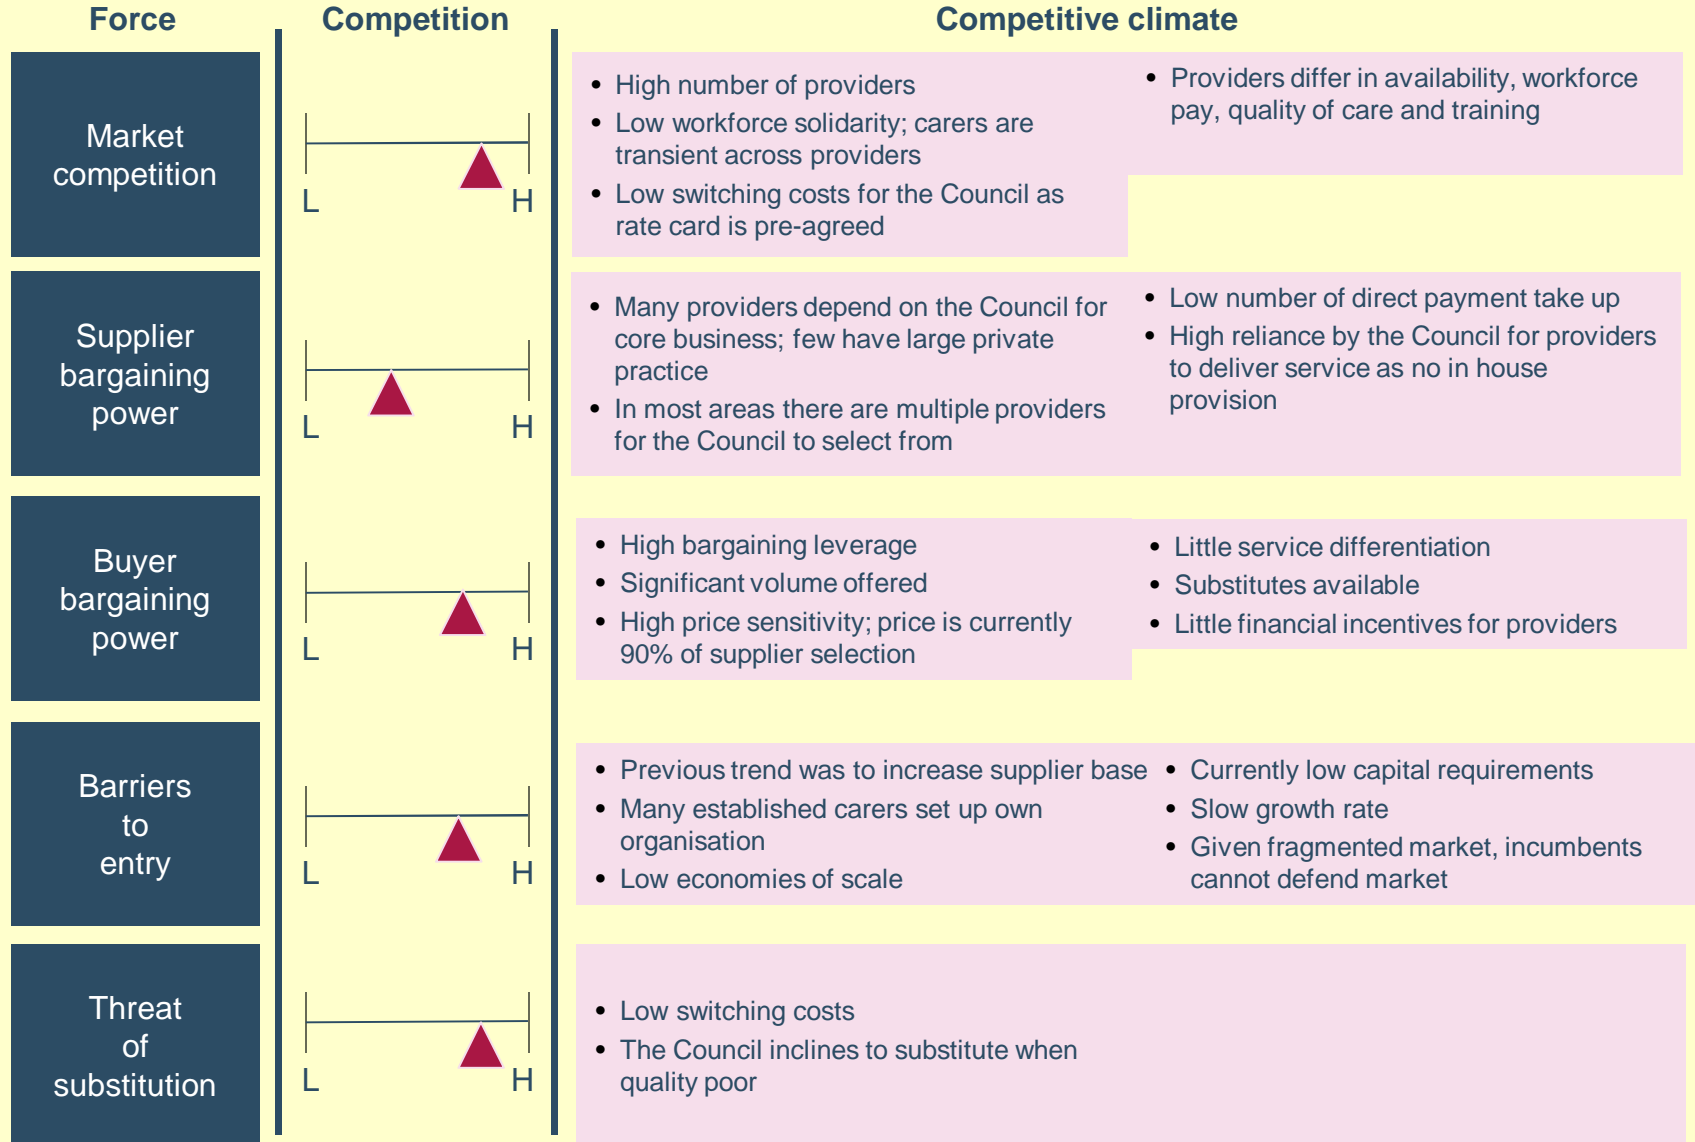 Force
Competition
Competitive climate
Market
competition
L
H
• High number of providers
• Low workforce solidarity; carers are
transient across providers
• Low switching costs for the Council as
rate card is pre-agreed
• Providers differ in availability, workforce
pay, quality of care and training
Supplier
bargaining
power
L
H
• Many providers depend on the Council for
core business; few have large private
practice
• In most areas there are multiple providers
for the Council to select from
• Low number of direct payment take up
• High reliance by the Council for providers
to deliver service as no in house
provision
Buyer
bargaining
power
L
H
• High bargaining leverage
• Significant volume offered
• High price sensitivity; price is currently
90% of supplier selection
• Little service differentiation
• Substitutes available
• Little financial incentives for providers
Barriers
to
entry
L
H
• Previous trend was to increase supplier base
• Many established carers set up own
organisation
• Low economies of scale
• Currently low capital requirements
• Slow growth rate
• Given fragmented market, incumbents
cannot defend market
Threat
of
substitution
L
H
• Low switching costs
• The Council inclines to substitute when
quality poor